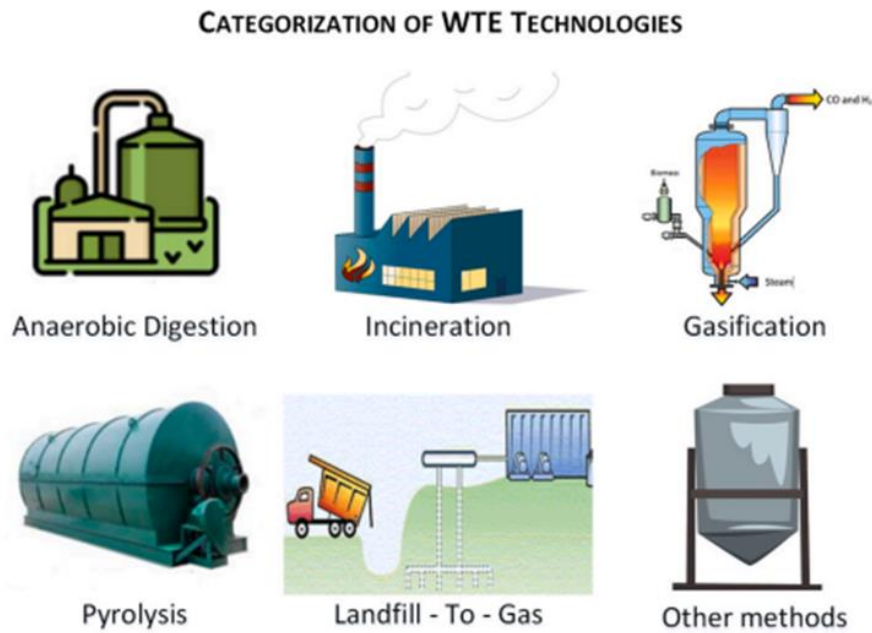 CATEGORIZATION OF WTE TECHNOLOGIES
CO and H₂
Biomass
Steam
Anaerobic Digestion
Incineration
Gasification
Pyrolysis
Landfill - To - Gas
Other methods